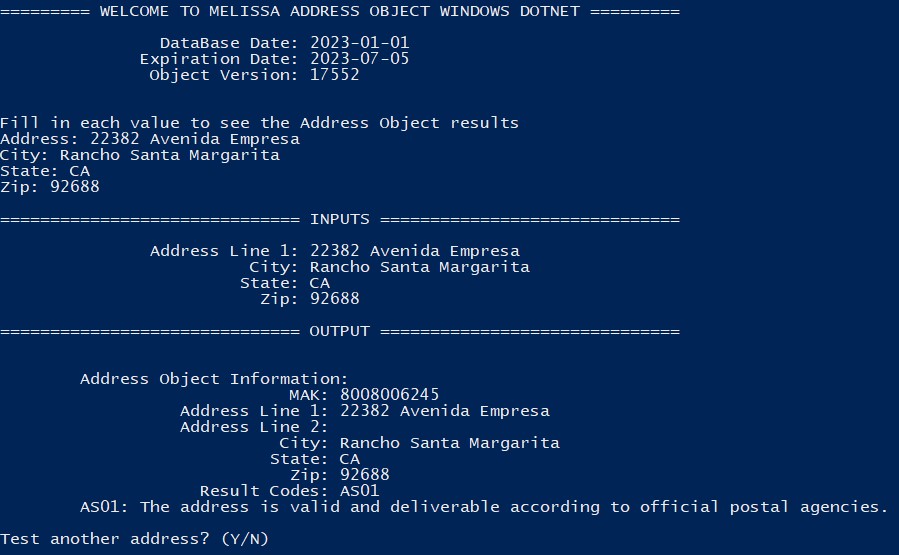 ========= WELCOME TO MELISSA ADDRESS OBJECT WINDOWS DOTNET =========
DataBase Date: 2023-01-01
Expiration Date: 2023-07-05
Object Version: 17552
Fill in each value to see the Address Object results
Address: 22382 Avenida Empresa
City: Rancho Santa Margarita
State: CA
Zip: 92688
============================== INPUTS ==============================
Address Line 1: 22382 Avenida Empresa
City: Rancho Santa Margarita
State: CA
Zip: 92688
============================== OUTPUT ==============================
Address Object Information:
MAK: 8008006245
Address Line 1: 22382 Avenida Empresa
Address Line 2:
City: Rancho Santa Margarita
State: CA
Zip: 92688
Result Codes: AS01
AS01: The address is valid and deliverable according to official postal agencies.
Test another address? (Y/N)